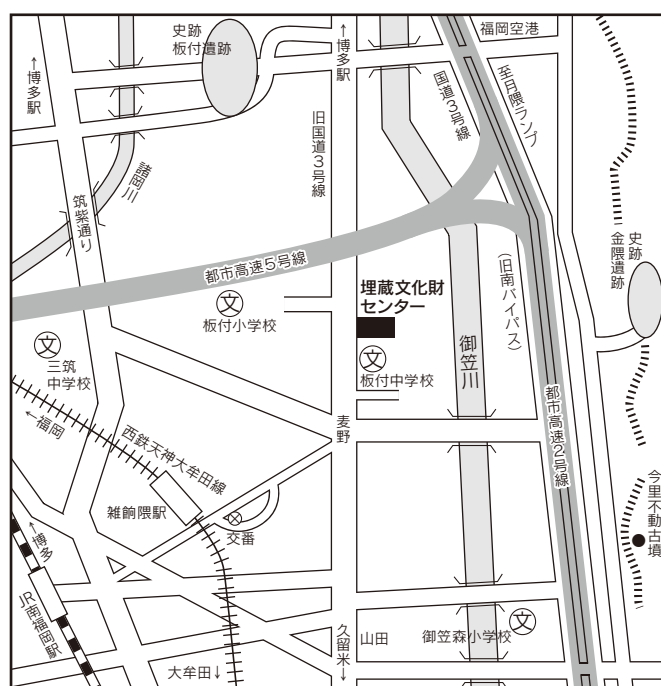 史跡
板付遺跡
←博多駅
福岡空港
←博多駅
国道3号線
至月隈ランプ
旧国道3号線
諸岡川
筑紫通り
史跡
金隈遺跡
都市高速5号線
(旧南バイパス)
埋蔵文化財
センター
文
板付小学校
文
三筑
中学校
文
板付中学校
御笠川
都市高速2号線
←福岡
麦野
西鉄天神大牟田線
雑餉隈駅
交番
今里不動古墳
←博多
JR南福岡駅
文
久留米→
山田
御笠森小学校
大牟田↓